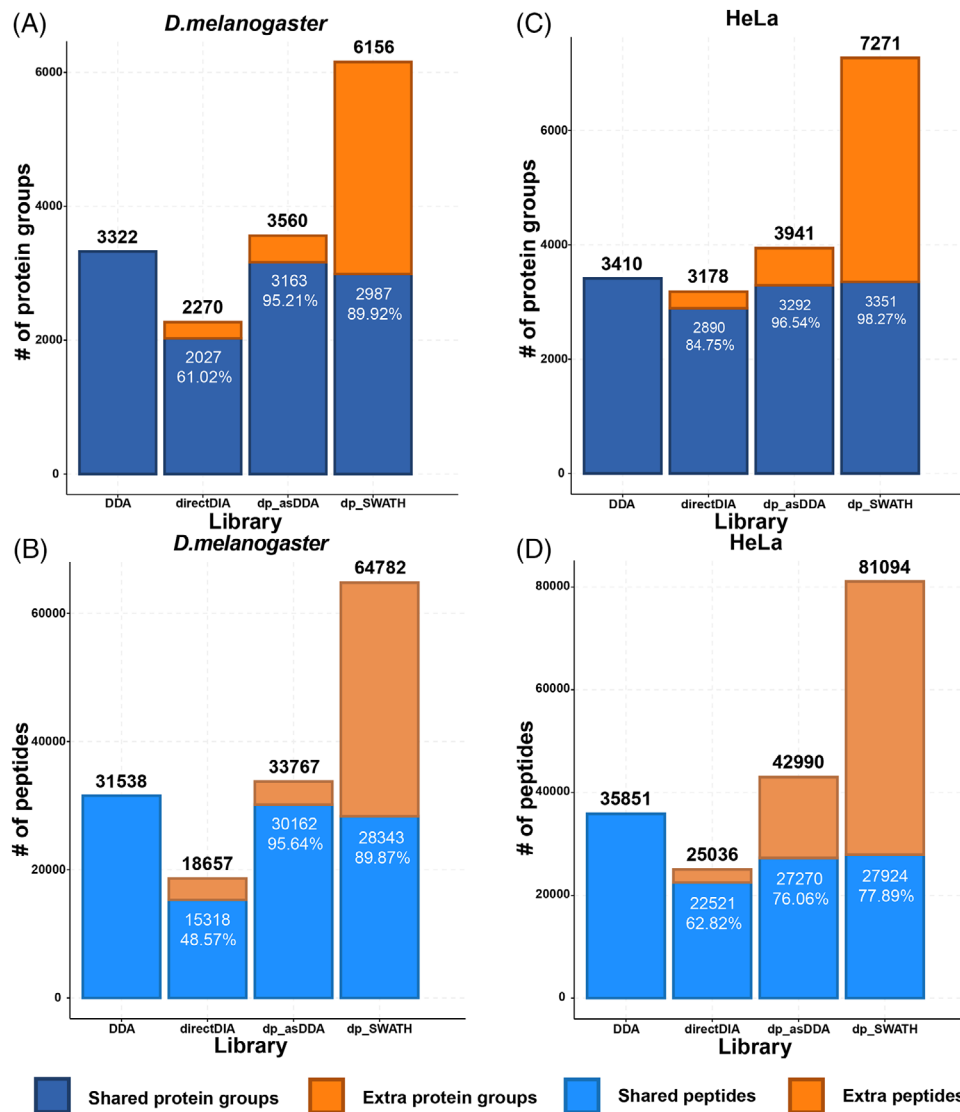 (A)
D.melanogaster
# of protein groups
6000
4000
2000
0
3322
2270
2027
61.02%
3560
3163
95.21%
6156
2987
89.92%
DDA
directDIA
dp_asDDA
dp_SWATH
Library
(C)
HeLa
# of protein groups
6000
4000
2000
0
3410
3178
2890
84.75%
3941
3292
96.54%
7271
3351
98.27%
DDA
directDIA
dp_asDDA
dp_SWATH
Library
(B)
D.melanogaster
# of peptides
60000
40000
20000
0
31538
18657
15318
48.57%
33767
30162
95.64%
64782
28343
89.87%
DDA
directDIA
dp_asDDA
dp_SWATH
Library
(D)
HeLa
# of peptides
80000
60000
40000
20000
0
35851
25036
22521
62.82%
42990
27270
76.06%
81094
27924
77.89%
DDA
directDIA
dp_asDDA
dp_SWATH
Library
Shared protein groups
Extra protein groups
Shared peptides
Extra peptides